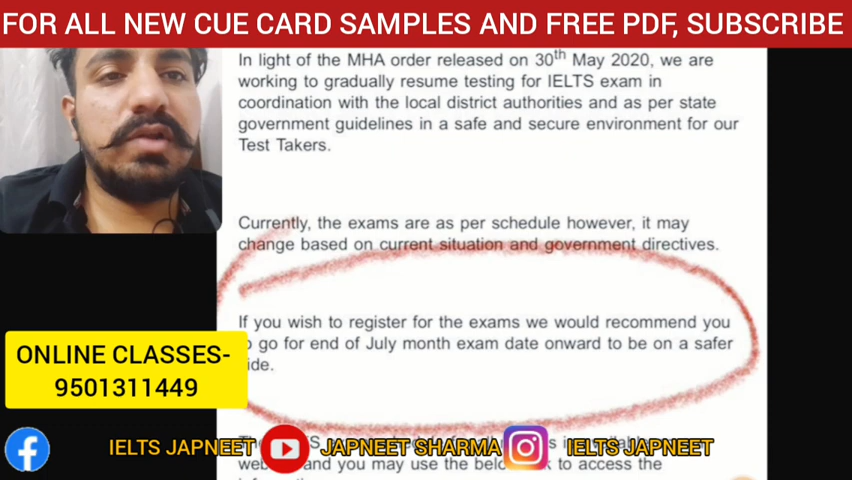 FOR ALL NEW CUE CARD SAMPLES AND FREE PDF, SUBSCRIBE
In light of the MHA order released on 30th May 2020, we are
working to gradually resume testing for IELTS exam in
coordination with the local district authorities and as per state
government guidelines in a safe and secure environment for our
Test Takers.
Currently, the exams are as per schedule however, it may
change based on current situation and government directives.
If you wish to register for the exams we would recommend you
go for end of July month exam date onward to be on a safer
ONLINE CLASSES-
9501311449
IELTS JAPNEET JAPNEET SHARMA IELTS JAPNEET
and you may use the to access the